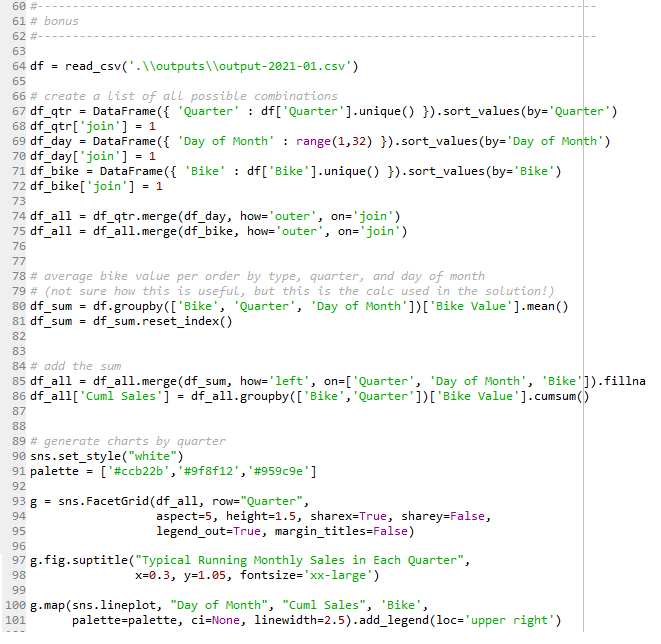 60 #------------------------------------------------------------------------------
61 # bonus
62 #------------------------------------------------------------------------------
63
64 df = read_csv('.\\outputs\\output-2021-01.csv')
65
66 # create a list of all possible combinations
67 df_qtr = DataFrame({ 'Quarter' : df['Quarter'].unique() }).sort_values(by='Quarter')
68 df_qtr['join'] = 1
69 df_day = DataFrame({ 'Day of Month' : range(1,32) }).sort_values(by='Day of Month')
70 df_day['join'] = 1
71 df_bike = DataFrame({ 'Bike' : df['Bike'].unique() }).sort_values(by='Bike')
72 df_bike['join'] = 1
73
74 df_all = df_qtr.merge(df_day, how='outer', on='join')
75 df_all = df_all.merge(df_bike, how='outer', on='join')
76
77
78 # average bike value per order by type, quarter, and day of month
79 # (not sure how this is useful, but this is the calc used in the solution!)
80 df_sum = df.groupby(['Bike', 'Quarter', 'Day of Month'])['Bike Value'].mean()
81 df_sum = df_sum.reset_index()
82
83
84 # add the sum
85 df_all = df_all.merge(df_sum, how='left', on=['Quarter', 'Day of Month', 'Bike']).fillna
86 df_all['Cuml Sales'] = df_all.groupby(['Bike','Quarter'])['Bike Value'].cumsum()
87
88
89 # generate charts by quarter
90 sns.set_style("white")
91 palette = ['#ccb22b','#9f8f12','#959c9e']
92
93 g = sns.FacetGrid(df_all, row="Quarter",
94 aspect=5, height=1.5, sharex=True, sharey=False,
95 legend_out=True, margin_titles=False)
96
97 g.fig.suptitle("Typical Running Monthly Sales in Each Quarter",
98 x=0.3, y=1.05, fontsize='xx-large')
99
100 g.map(sns.lineplot, "Day of Month", "Cuml Sales", 'Bike',
101 palette=palette, ci=None, linewidth=2.5).add_legend(loc='upper right')